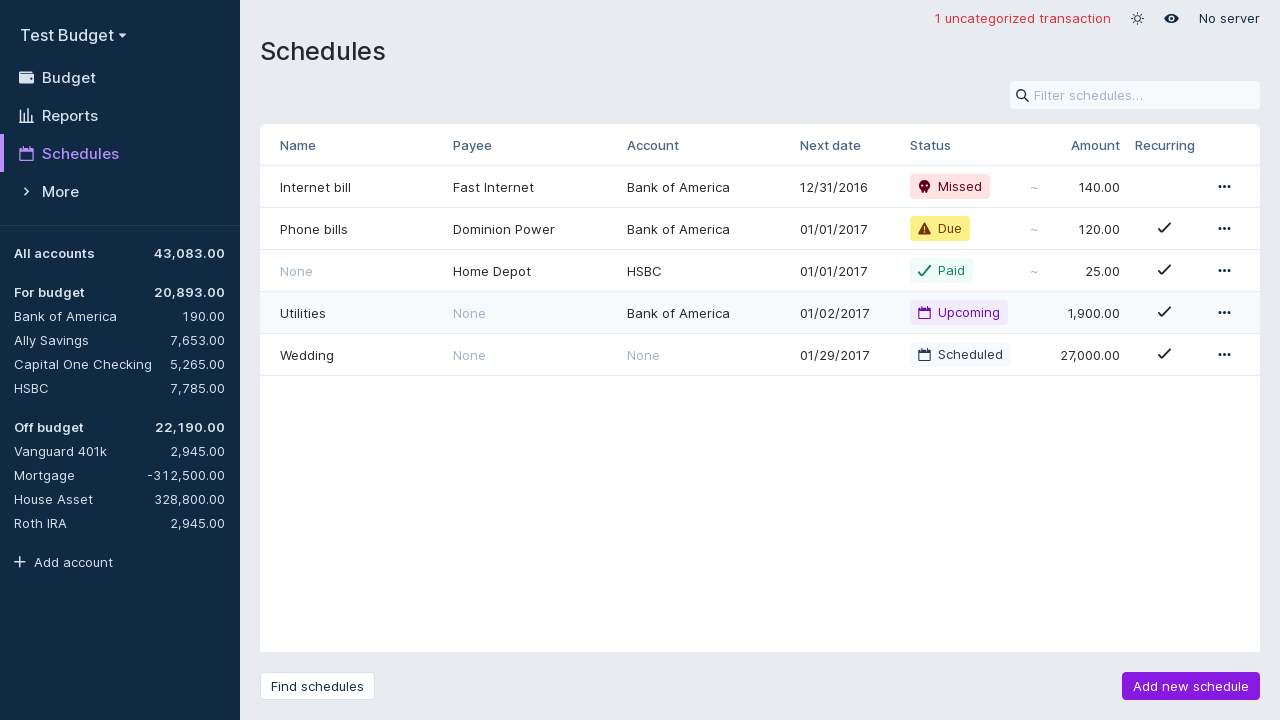 Test Budget
Budget
Reports
Schedules
More
All accounts 43,083.00
For budget 20,893.00
Bank of America 190.00
Ally Savings 7,653.00
Capital One Checking 5,265.00
HSBC 7,785.00
Off budget 22,190.00
Vanguard 401k 2,945.00
Mortgage -312,500.00
House Asset 328,800.00
Roth IRA 2,945.00
Add account
1 uncategorized transaction No server
Schedules
Filter schedules...
Name Payee Account Next date Status Amount Recurring
Internet bill Fast Internet Bank of America 12/31/2016 Missed ~ 140.00
Phone bills Dominion Power Bank of America 01/01/2017 Due ~ 120.00
None Home Depot HSBC 01/01/2017 Paid ~ 25.00
Utilities None Bank of America 01/02/2017 Upcoming 1,900.00
Wedding None None 01/29/2017 Scheduled 27,000.00
Find schedules Add new schedule